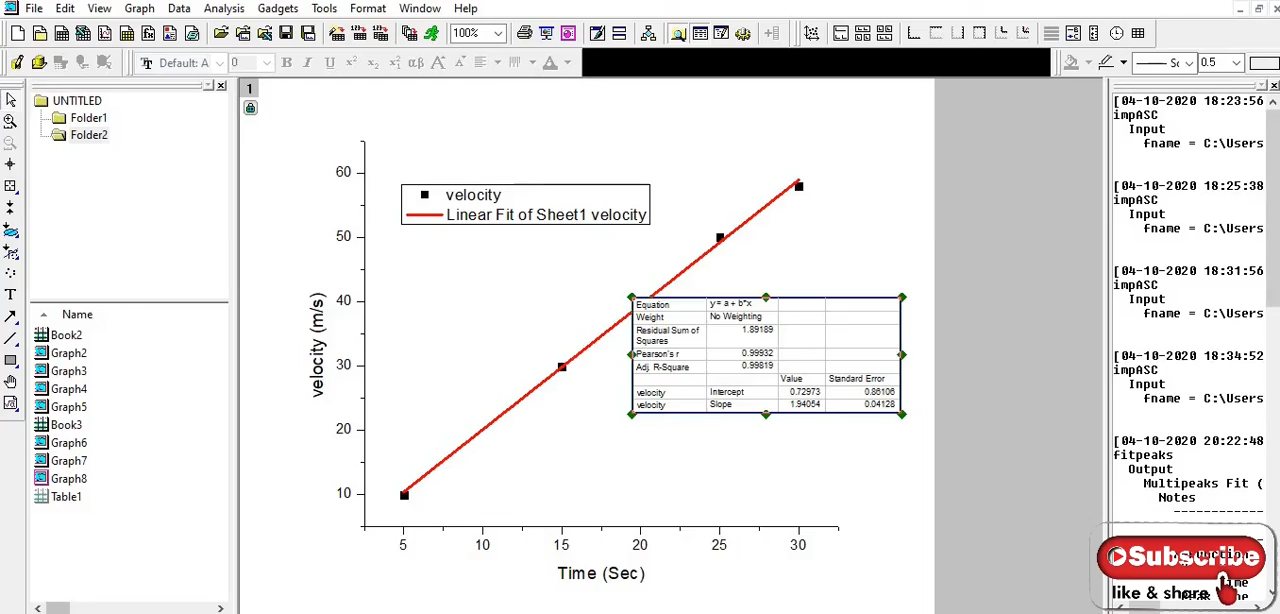 File Edit View Graph Data Analysis Gadgets Tools Format Window Help
100%
Default: A 0 B I U x² x₂ αβ A A A Sc 0.5
UNTITLED
Folder1
Folder2
Name
Book2
Graph2
Graph3
Graph4
Graph5
Book3
Graph6
Graph7
Graph8
Table1
1
velocity
Linear Fit of Sheet1 velocity
velocity (m/s)
60
50
40
30
20
10
5 10 15 20 25 30
Time (Sec)
Equation y = a + b*x
Weight No Weighting
Residual Sum of Squares 1.89189
Pearson's r 0.99932
Adj. R-Square 0.99819
Value Standard Error
velocity Intercept 0.72973 0.86106
velocity Slope 1.94054 0.04128
[04-10-2020 18:23:56
impASC
Input
fname = C:\Users
[04-10-2020 18:25:38
impASC
Input
fname = C:\Users
[04-10-2020 18:31:56
impASC
Input
fname = C:\Users
[04-10-2020 18:34:52
impASC
Input
fname = C:\Users
[04-10-2020 20:22:48
fitpeaks
Output
Multipeaks Fit (
Notes
Subscribe
like & share